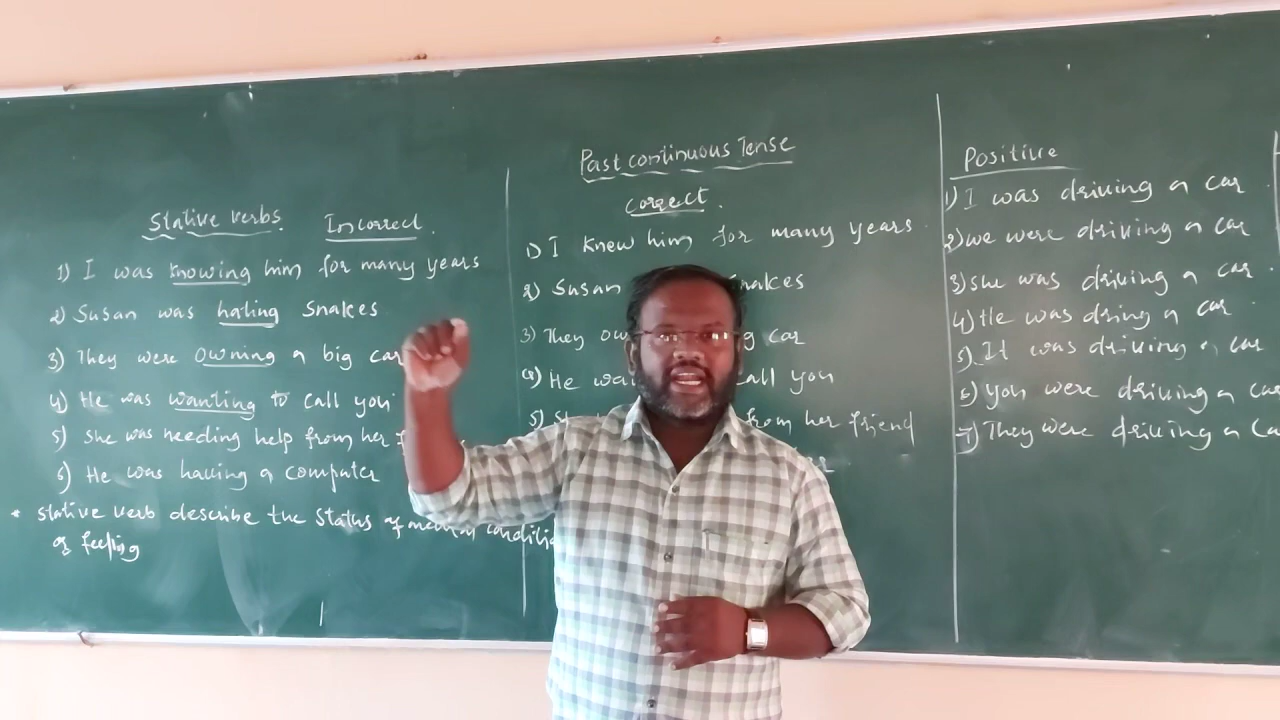 Stative verbs Incorrect.
1) I was knowing him for many years
2) Susan was hating Snakes
3) They were owning a big car
4) He was wanting to call you
5) She was needing help from her
6) He was having a computer
* stative verb describe the status of mental condition
of feeling
Past continuous Tense
correct.
1) I knew him for many years.
2) Susan Snakes
3) They car
4) He call you
5) from her friend
Positive
1) I was driving a car
2) we were driving a car
3) She was driving a car.
4) He was driving a car.
5) It was driving a car
6) you were driving a car
7) They were driving a Ca